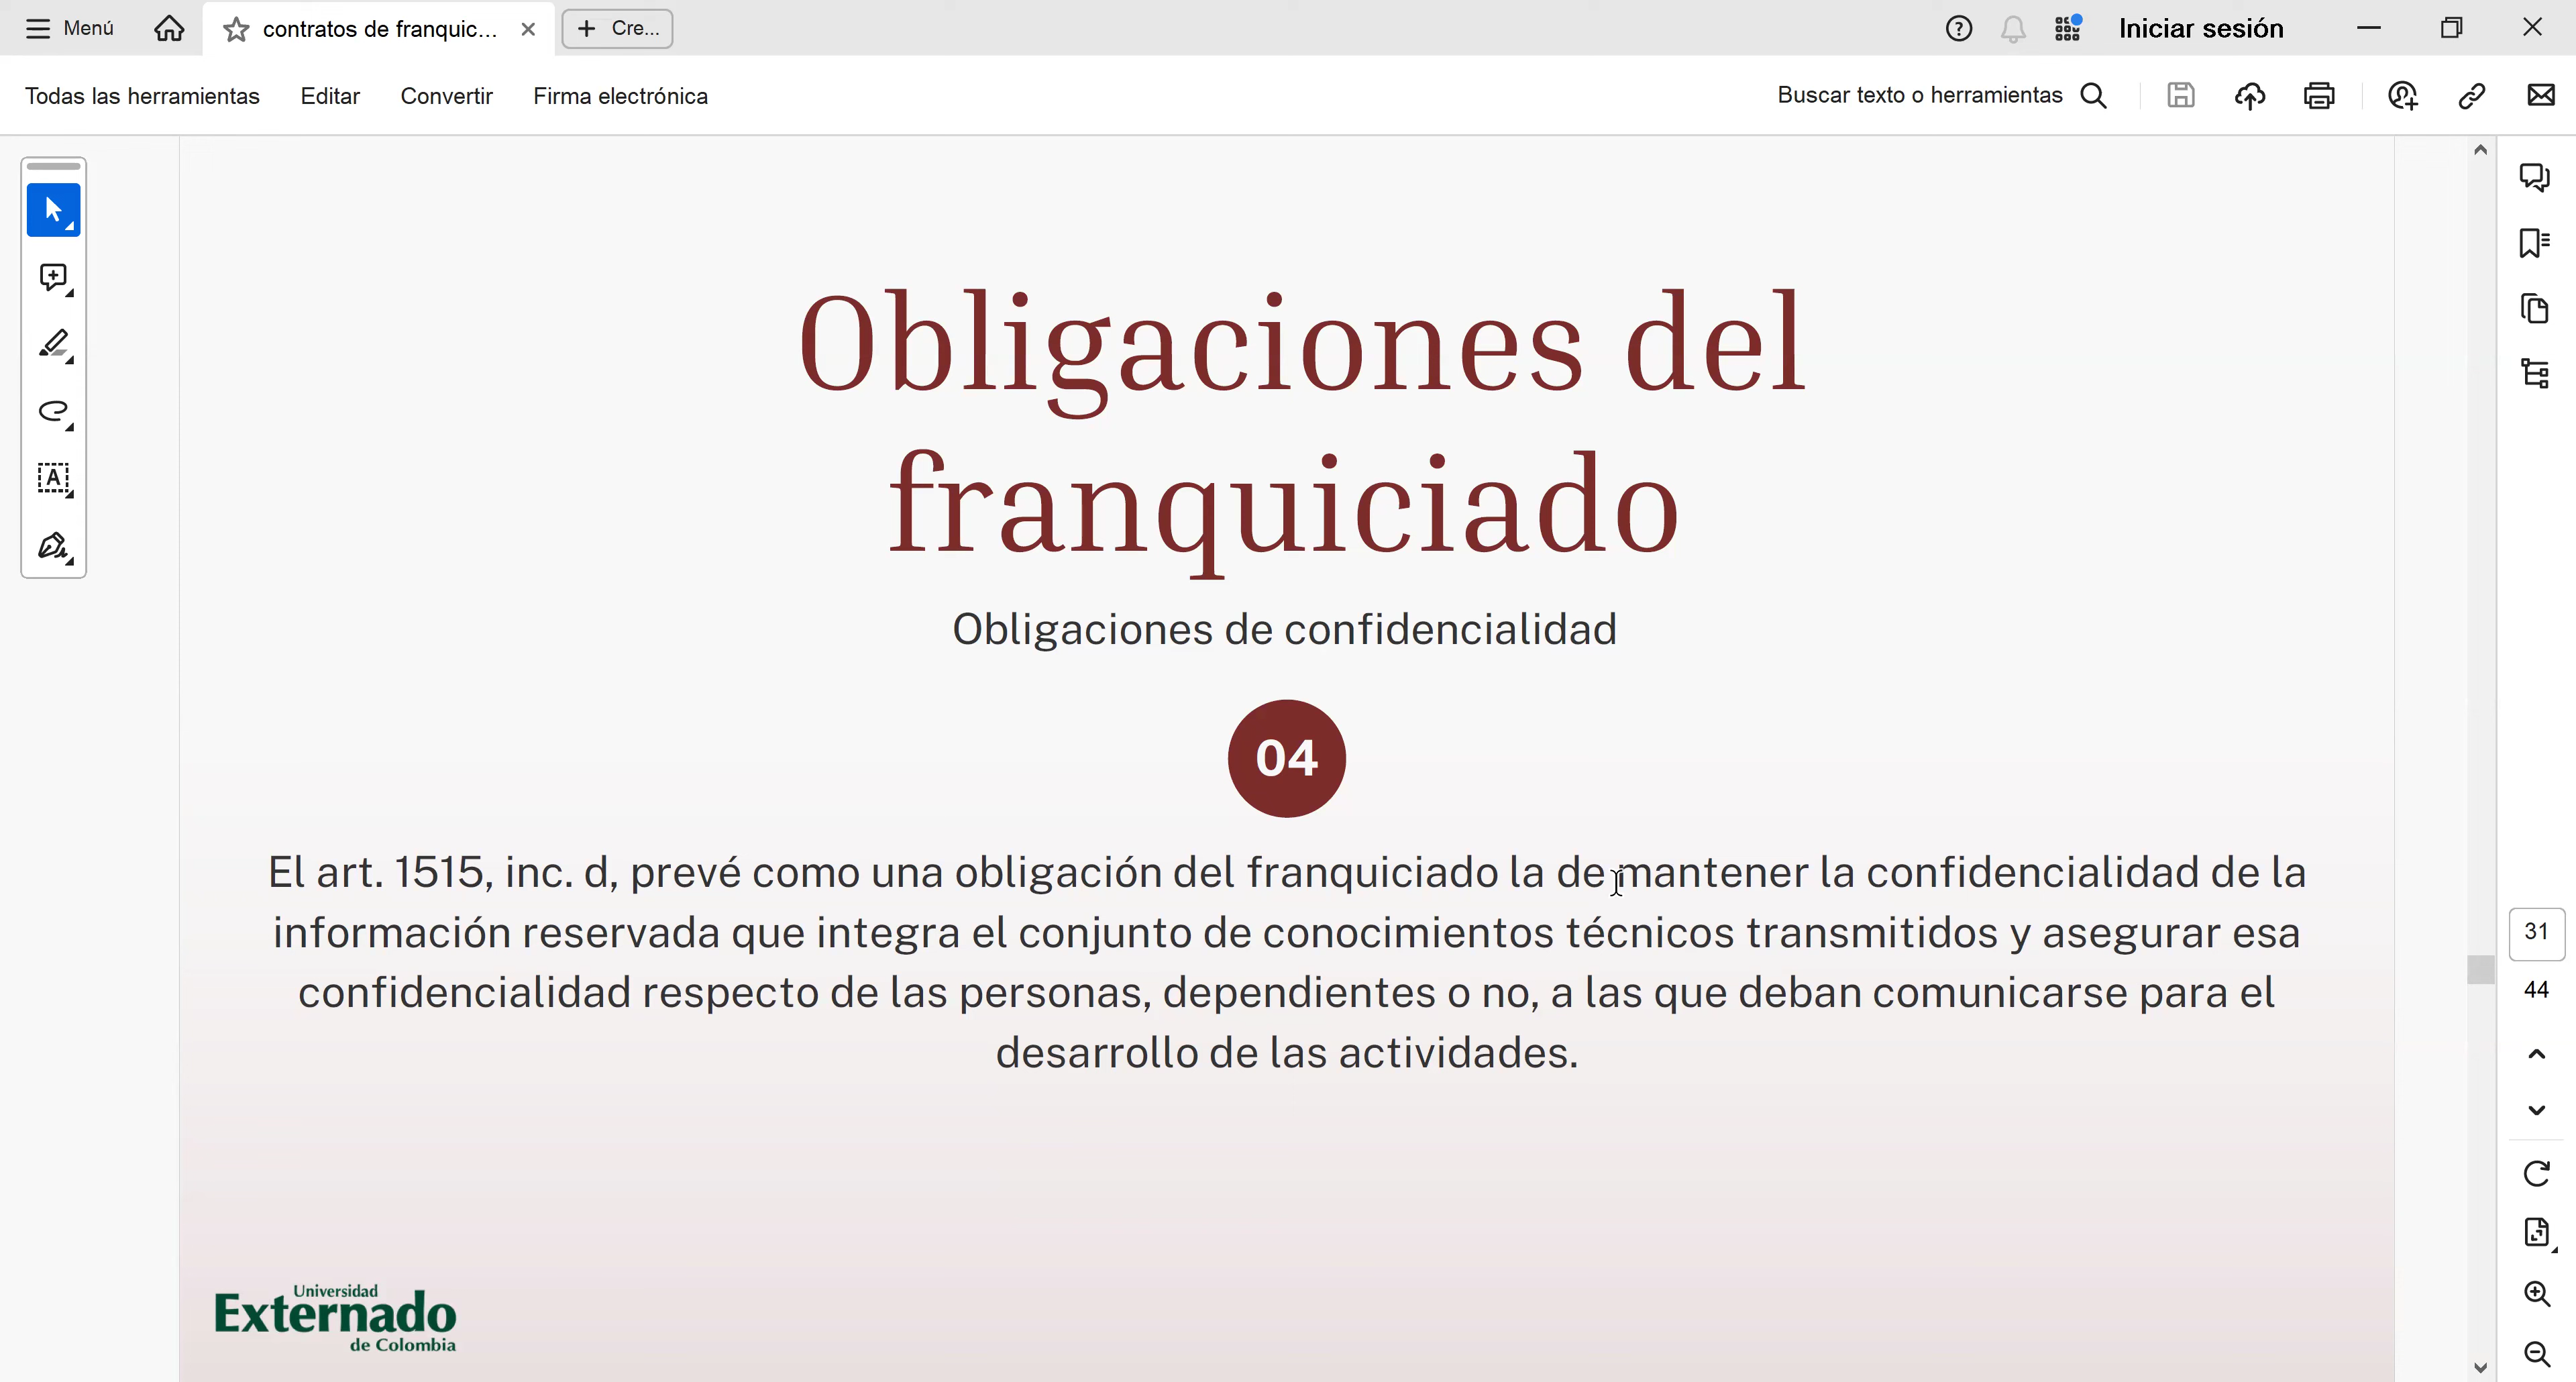 Menú
contratos de franquic...
Cre...
Iniciar sesión
Todas las herramientas
Editar
Convertir
Firma electrónica
Buscar texto o herramientas
Obligaciones del
franquiciado
Obligaciones de confidencialidad
04
El art. 1515, inc. d, prevé como una obligación del franquiciado la de mantener la confidencialidad de la
información reservada que integra el conjunto de conocimientos técnicos transmitidos y asegurar esa
confidencialidad respecto de las personas, dependientes o no, a las que deban comunicarse para el
desarrollo de las actividades.
31
44
Universidad
Externado
de Colombia